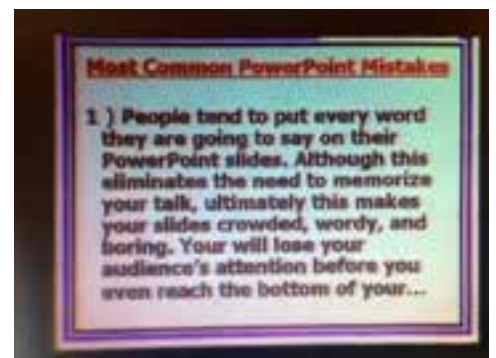 Most Common PowerPoint Mistakes
1 ) People tend to put every word
they are going to say on their
PowerPoint slides. Although this
eliminates the need to memorize
your talk, ultimately this makes
your slides crowded, wordy, and
boring. Your will lose your
audience's attention before you
even reach the bottom of your...